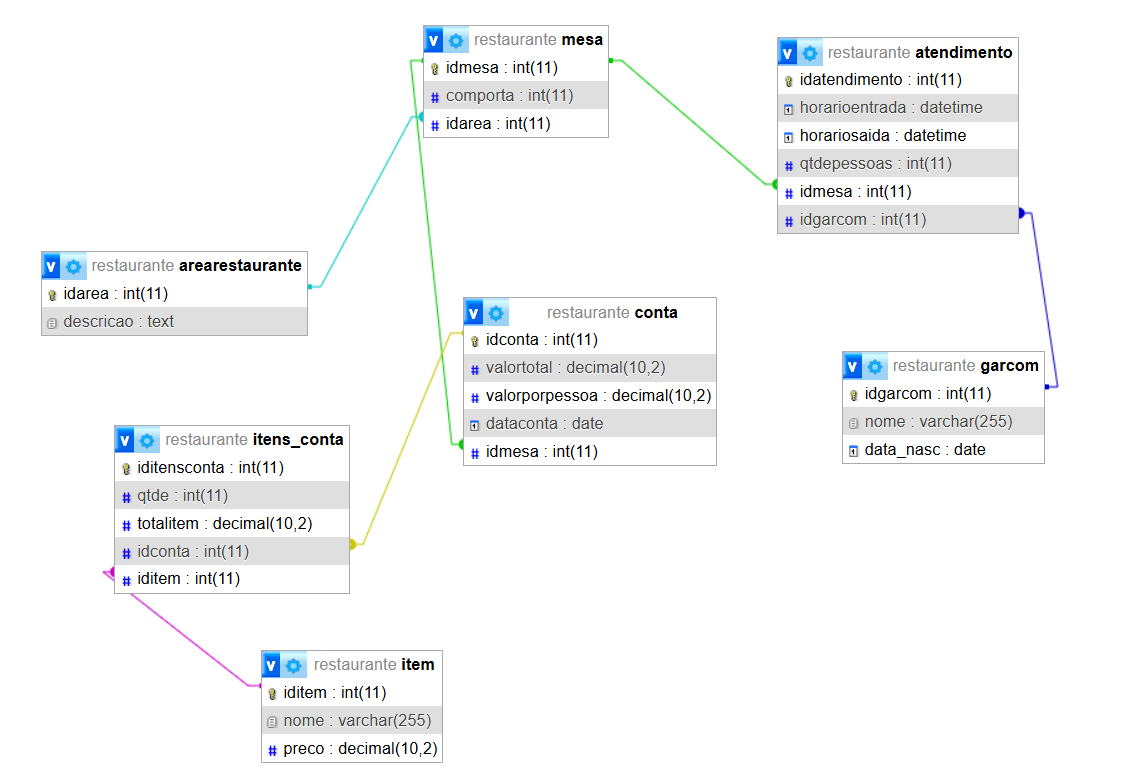 restaurante mesa
idmesa : int(11)
comporta : int(11)
idarea : int(11)
restaurante atendimento
idatendimento : int(11)
horarioentrada : datetime
horariosaida : datetime
qtdepessoas : int(11)
idmesa : int(11)
idgarcom : int(11)
restaurante arearestaurante
idarea : int(11)
descricao : text
restaurante conta
idconta : int(11)
valortotal : decimal(10,2)
valorporpessoa : decimal(10,2)
dataconta : date
idmesa : int(11)
restaurante garcom
idgarcom : int(11)
nome : varchar(255)
data_nasc : date
restaurante itens_conta
iditensconta : int(11)
qtde : int(11)
totalitem : decimal(10,2)
idconta : int(11)
iditem : int(11)
restaurante item
iditem : int(11)
nome : varchar(255)
preco : decimal(10,2)